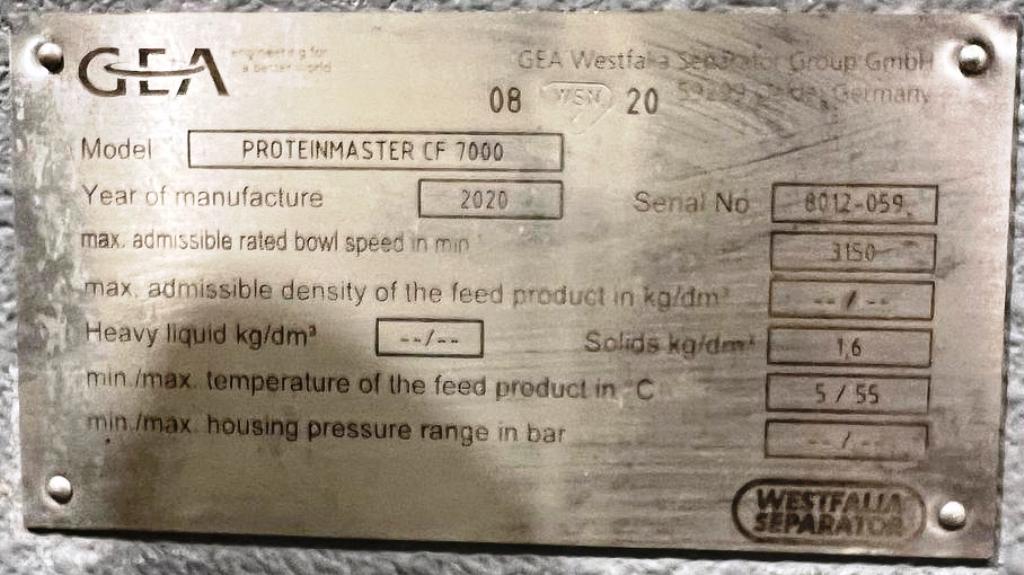 GEA engineering for
a better world
GEA Westfalia Separator Group GmbH
08 WSN 20 59299 Oelde, Germany
Model PROTEINMASTER CF 7000
Year of manufacture 2020 Serial No 8012-059
max. admissible rated bowl speed in min 3150
max. admissible density of the feed product in kg/dm³ --/--
Heavy liquid kg/dm³ --/-- Solids kg/dm³ 1,6
min./max. temperature of the feed product in °C 5 / 55
min./max. housing pressure range in bar --/--
WESTFALIA
SEPARATOR